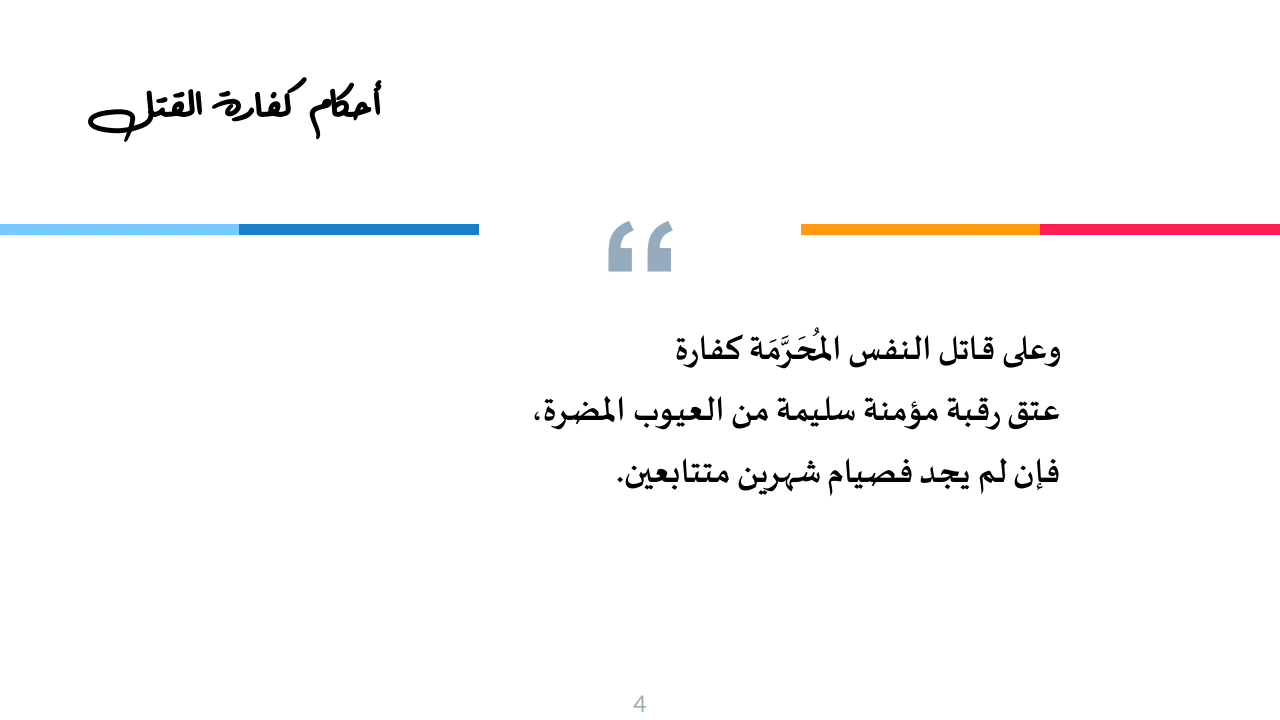 أحكام كفارة القتل
“
وعلى قاتل النفس المُحَرَّمَة كفارة
عتق رقبة مؤمنة سليمة من العيوب المضرة،
فإن لم يجد فصيام شهرين متتابعين.
4